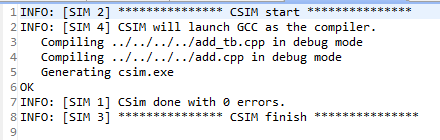 1 INFO: [SIM 2] *************** CSIM start ***************
2 INFO: [SIM 4] CSIM will launch GCC as the compiler.
3    Compiling ../../../../add_tb.cpp in debug mode
4    Compiling ../../../../add.cpp in debug mode
5    Generating csim.exe
6 OK
7 INFO: [SIM 1] CSim done with 0 errors.
8 INFO: [SIM 3] *************** CSIM finish ***************
9